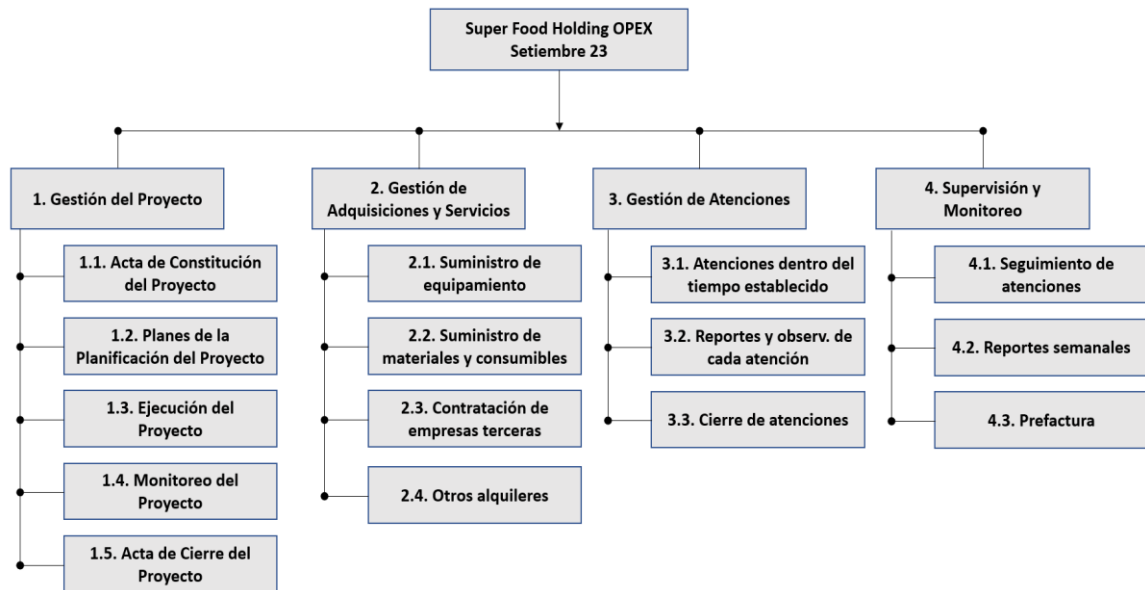 Super Food Holding OPEX
Setiembre 23
1. Gestión del Proyecto
2. Gestión de
Adquisiciones y Servicios
3. Gestión de Atenciones
4. Supervisión y
Monitoreo
1.1. Acta de Constitución
del Proyecto
1.2. Planes de la
Planificación del Proyecto
1.3. Ejecución del
Proyecto
1.4. Monitoreo del
Proyecto
1.5. Acta de Cierre del
Proyecto
2.1. Suministro de
equipamiento
2.2. Suministro de
materiales y consumibles
2.3. Contratación de
empresas terceras
2.4. Otros alquileres
3.1. Atenciones dentro del
tiempo establecido
3.2. Reportes y observ. de
cada atención
3.3. Cierre de atenciones
4.1. Seguimiento de
atenciones
4.2. Reportes semanales
4.3. Prefactura